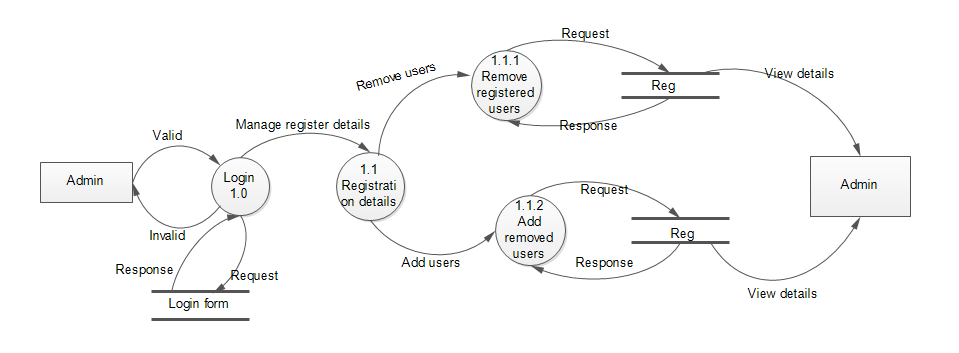 Admin
Valid
Invalid
Login
1.0
Response
Request
Login form
Manage register details
1.1
Registrati
on details
Remove users
Add users
1.1.1
Remove
registered
users
Request
Response
Reg
View details
1.1.2
Add
removed
users
Request
Response
Reg
View details
Admin